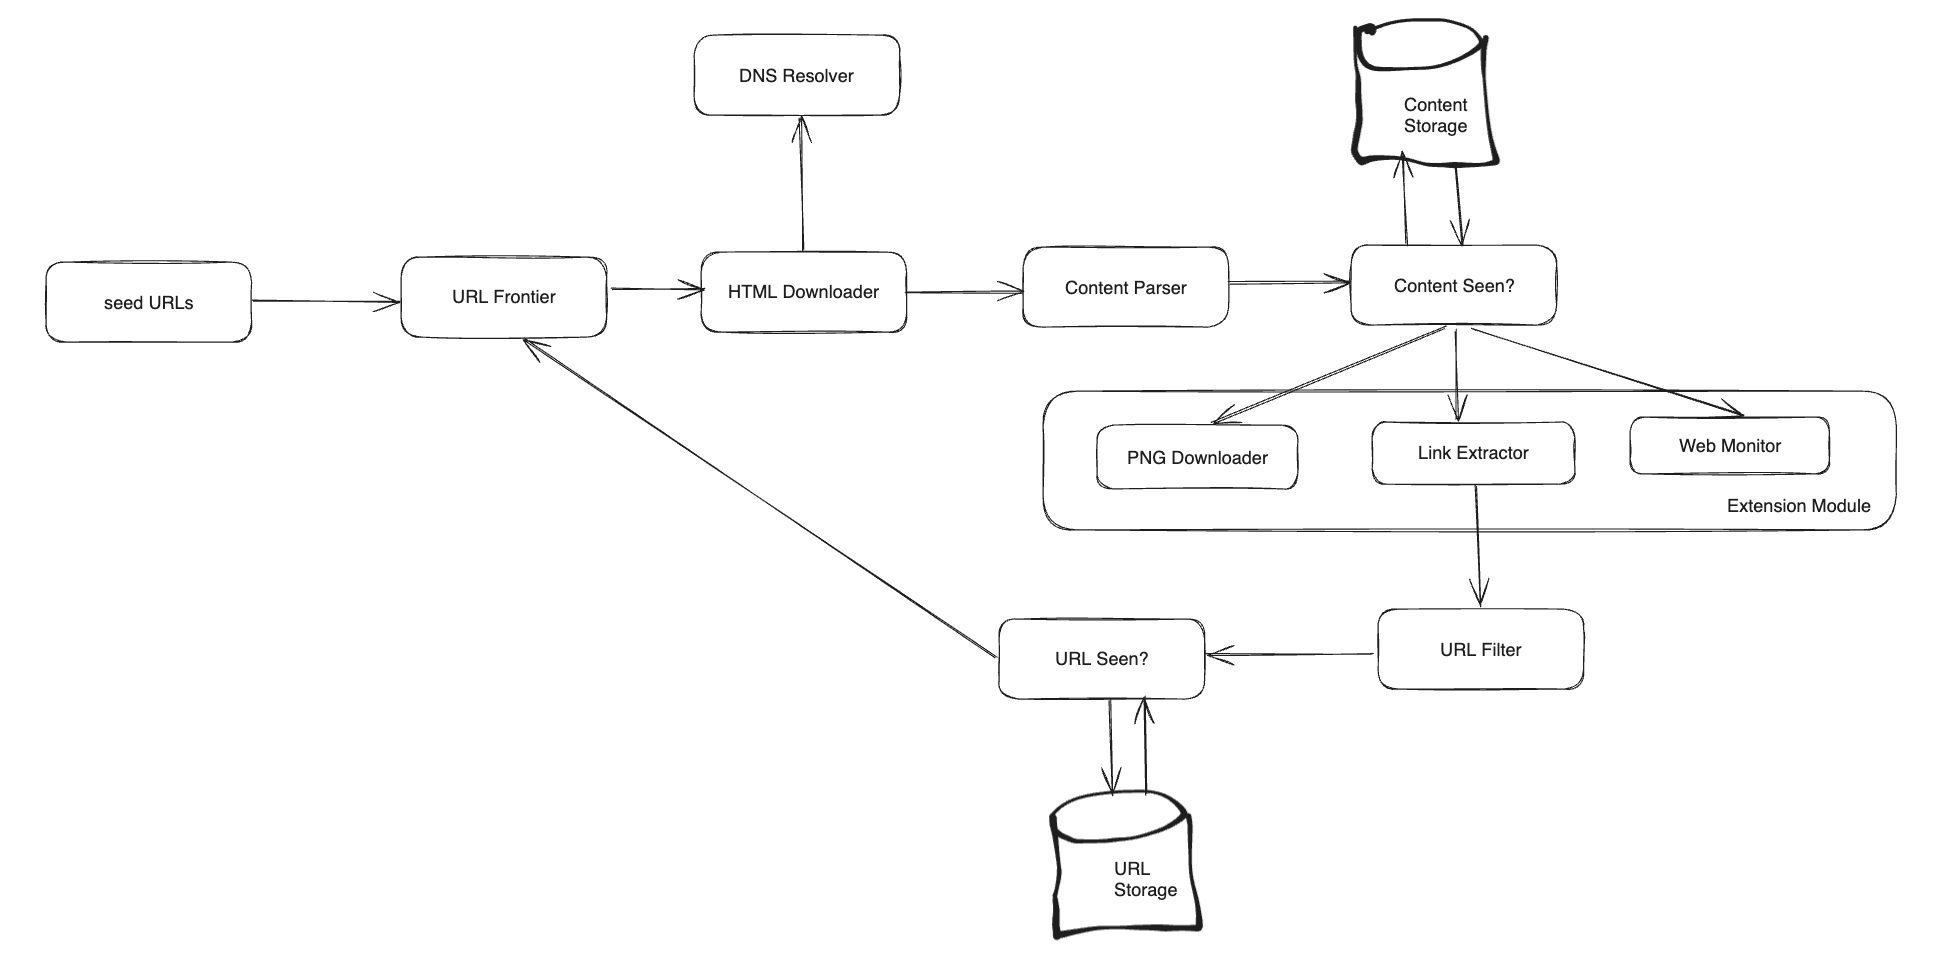 DNS Resolver
Content
Storage
seed URLs
URL Frontier
HTML Downloader
Content Parser
Content Seen?
PNG Downloader
Link Extractor
Web Monitor
Extension Module
URL Seen?
URL Filter
URL
Storage